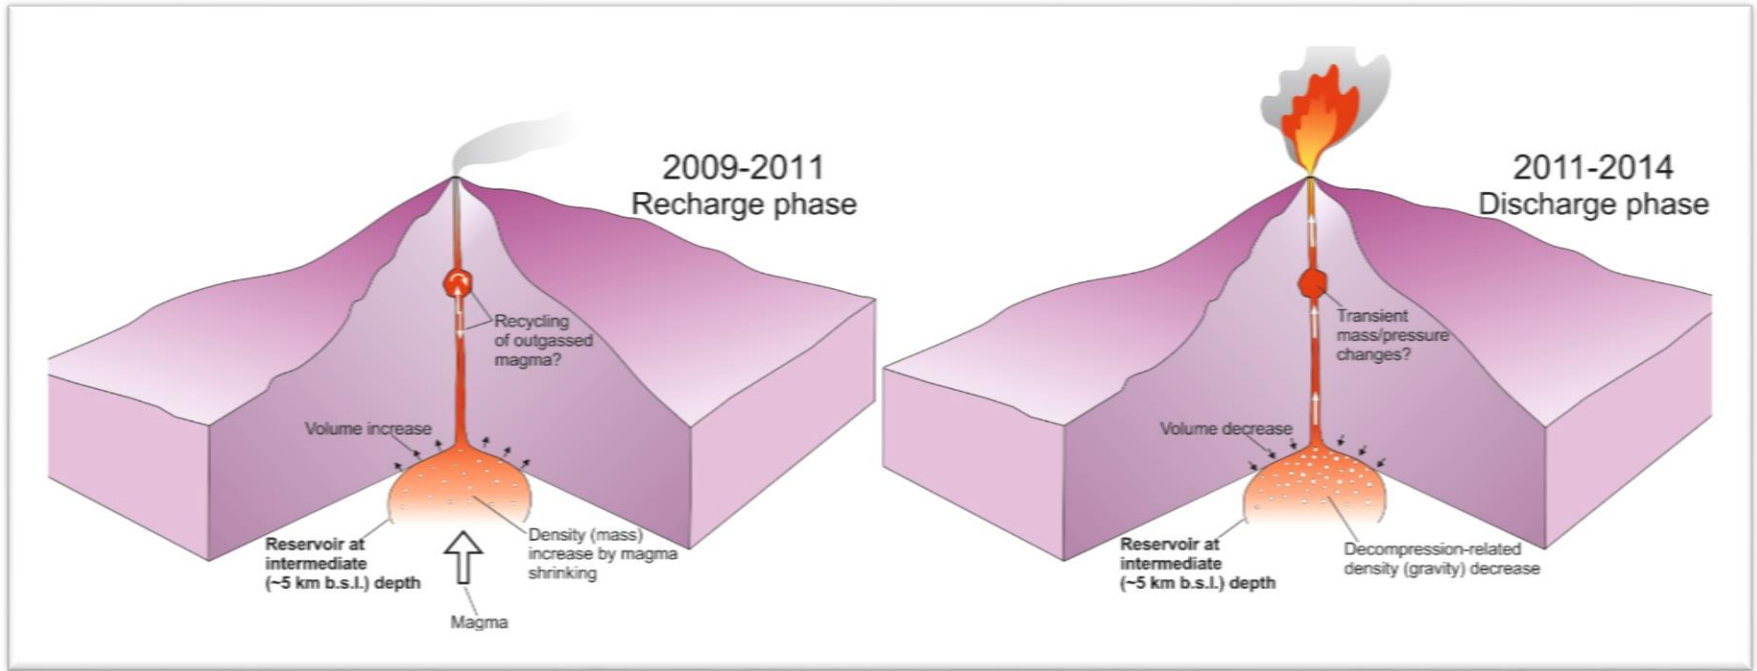 2009-2011
Recharge phase
Recycling
of outgassed
magma?
Volume increase
Reservoir at
intermediate
(~5 km b.s.l.) depth
Density (mass)
increase by magma
shrinking
Magma
2011-2014
Discharge phase
Transient
mass/pressure
changes?
Volume decrease
Reservoir at
intermediate
(~5 km b.s.l.) depth
Decompression-related
density (gravity) decrease